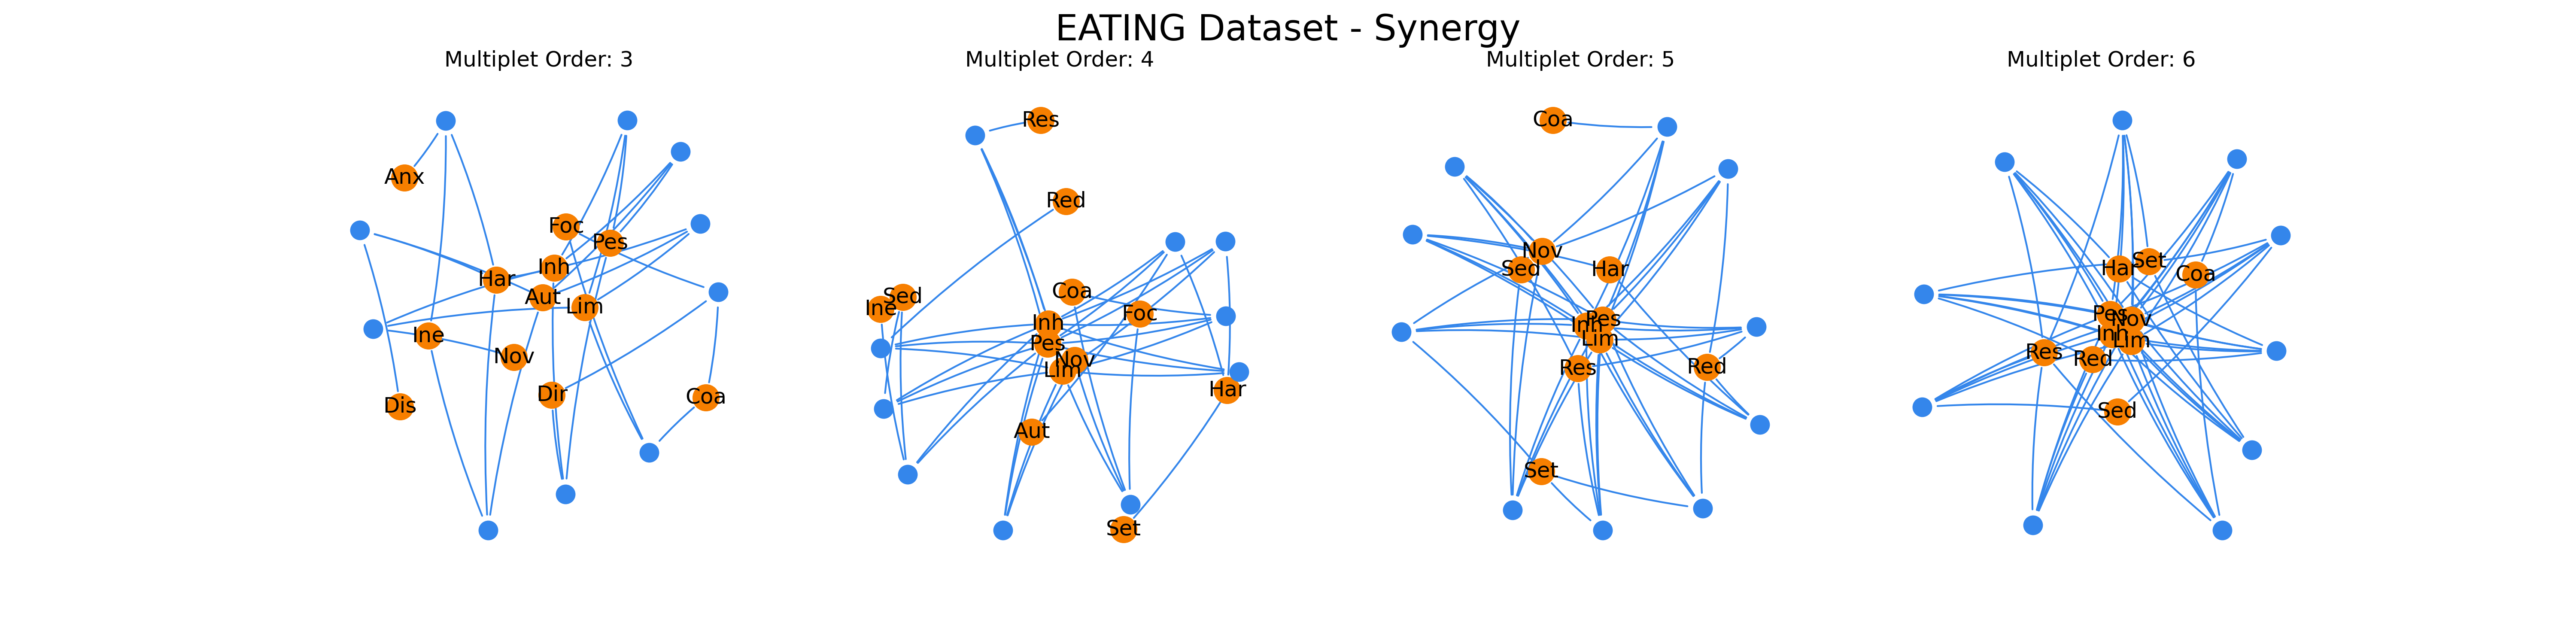 EATING Dataset - Synergy
Multiplet Order: 3
Anx
Foc
Pes
Inh
Har
Aut
Lim
Ine
Nov
Dir
Coa
Dis
Multiplet Order: 4
Res
Red
Coa
Sed
Ine
Foc
Inh
Pes
Nov
Lim
Har
Aut
Set
Multiplet Order: 5
Coa
Nov
Sed
Har
Pes
Inh
Lim
Res
Red
Set
Multiplet Order: 6
Set
Har
Coa
Pes
Nov
Inh
Lim
Res
Red
Sed